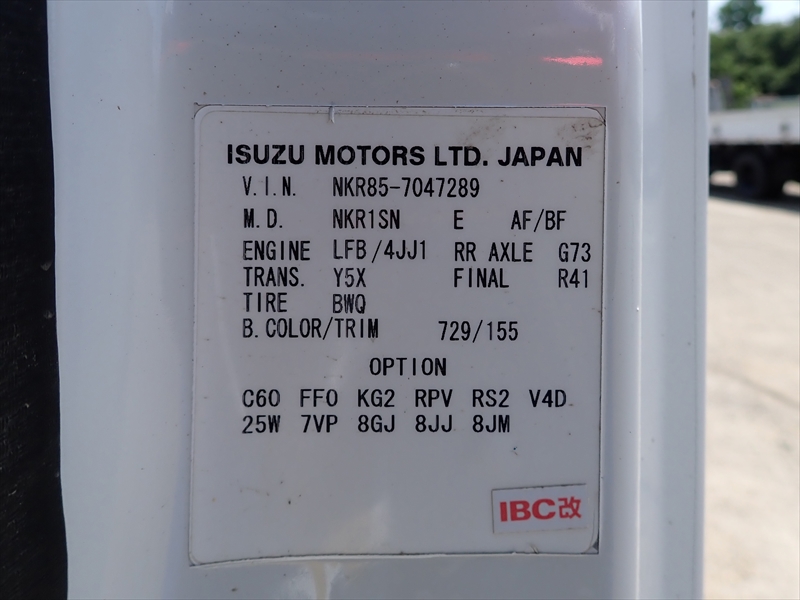 ISUZU MOTORS LTD. JAPAN
V.I.N. NKR85-7047289
M.D. NKR1SN E AF/BF
ENGINE LFB/4JJ1 RR AXLE G73
TRANS. Y5X FINAL R41
TIRE BWQ
B.COLOR/TRIM 729/155
OPTION
C60 FF0 KG2 RPV RS2 V4D
25W 7VP 8GJ 8JJ 8JM
IBC改